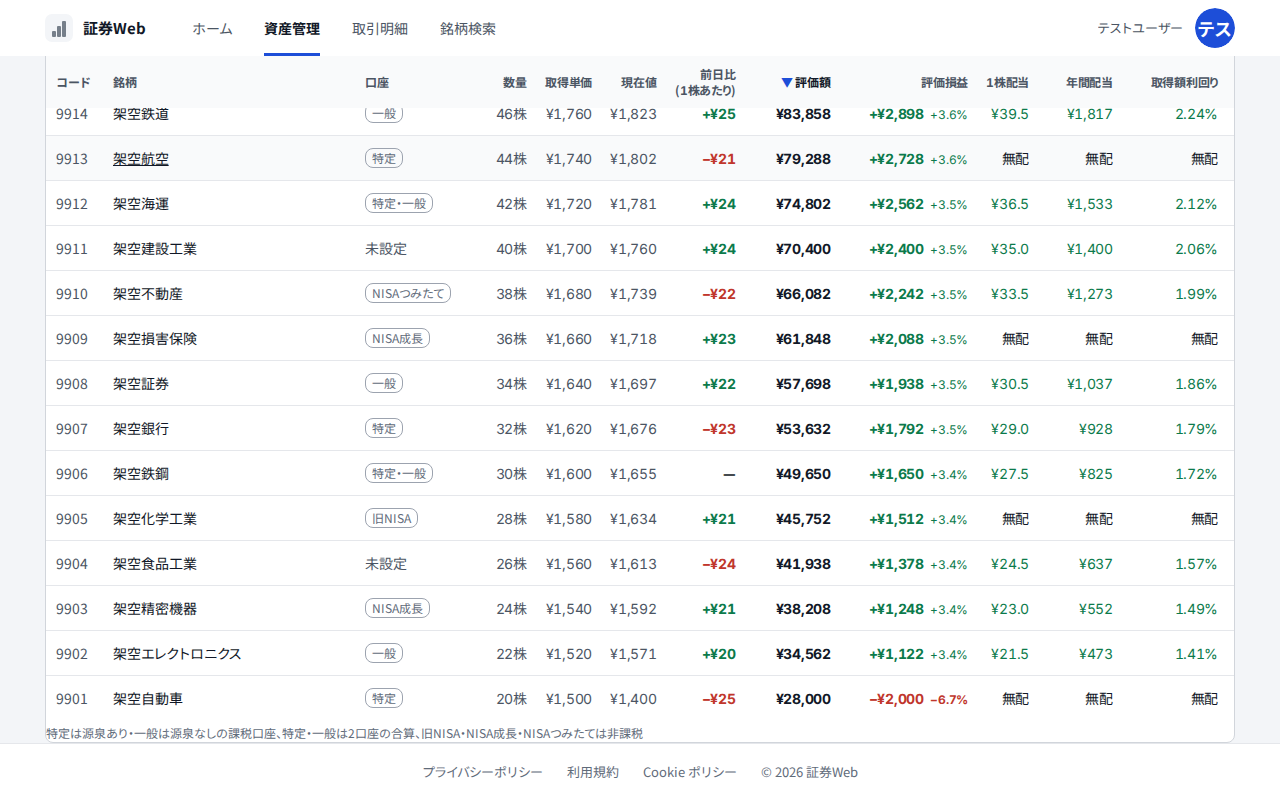 証券Web ホーム 資産管理 取引明細 銘柄検索 テストユーザー テス
コード 銘柄 口座 数量 取得単価 現在値 前日比 (1株あたり) ▼評価額 評価損益 1株配当 年間配当 取得額利回り
9914 架空鉄道 一般 46株 ¥1,760 ¥1,823 +¥25 ¥83,858 +¥2,898 +3.6% ¥39.5 ¥1,817 2.24%
9913 架空航空 特定 44株 ¥1,740 ¥1,802 −¥21 ¥79,288 +¥2,728 +3.6% 無配 無配 無配
9912 架空海運 特定・一般 42株 ¥1,720 ¥1,781 +¥24 ¥74,802 +¥2,562 +3.5% ¥36.5 ¥1,533 2.12%
9911 架空建設工業 未設定 40株 ¥1,700 ¥1,760 +¥24 ¥70,400 +¥2,400 +3.5% ¥35.0 ¥1,400 2.06%
9910 架空不動産 NISAつみたて 38株 ¥1,680 ¥1,739 −¥22 ¥66,082 +¥2,242 +3.5% ¥33.5 ¥1,273 1.99%
9909 架空損害保険 NISA成長 36株 ¥1,660 ¥1,718 +¥23 ¥61,848 +¥2,088 +3.5% 無配 無配 無配
9908 架空証券 一般 34株 ¥1,640 ¥1,697 +¥22 ¥57,698 +¥1,938 +3.5% ¥30.5 ¥1,037 1.86%
9907 架空銀行 特定 32株 ¥1,620 ¥1,676 −¥23 ¥53,632 +¥1,792 +3.5% ¥29.0 ¥928 1.79%
9906 架空鉄鋼 特定・一般 30株 ¥1,600 ¥1,655 — ¥49,650 +¥1,650 +3.4% ¥27.5 ¥825 1.72%
9905 架空化学工業 旧NISA 28株 ¥1,580 ¥1,634 +¥21 ¥45,752 +¥1,512 +3.4% 無配 無配 無配
9904 架空食品工業 未設定 26株 ¥1,560 ¥1,613 −¥24 ¥41,938 +¥1,378 +3.4% ¥24.5 ¥637 1.57%
9903 架空精密機器 NISA成長 24株 ¥1,540 ¥1,592 +¥21 ¥38,208 +¥1,248 +3.4% ¥23.0 ¥552 1.49%
9902 架空エレクトロニクス 一般 22株 ¥1,520 ¥1,571 +¥20 ¥34,562 +¥1,122 +3.4% ¥21.5 ¥473 1.41%
9901 架空自動車 特定 20株 ¥1,500 ¥1,400 −¥25 ¥28,000 −¥2,000 −6.7% 無配 無配 無配
特定は源泉あり・一般は源泉なしの課税口座、特定・一般は2口座の合算、旧NISA・NISA成長・NISAつみたては非課税
プライバシーポリシー 利用規約 Cookie ポリシー © 2026 証券Web